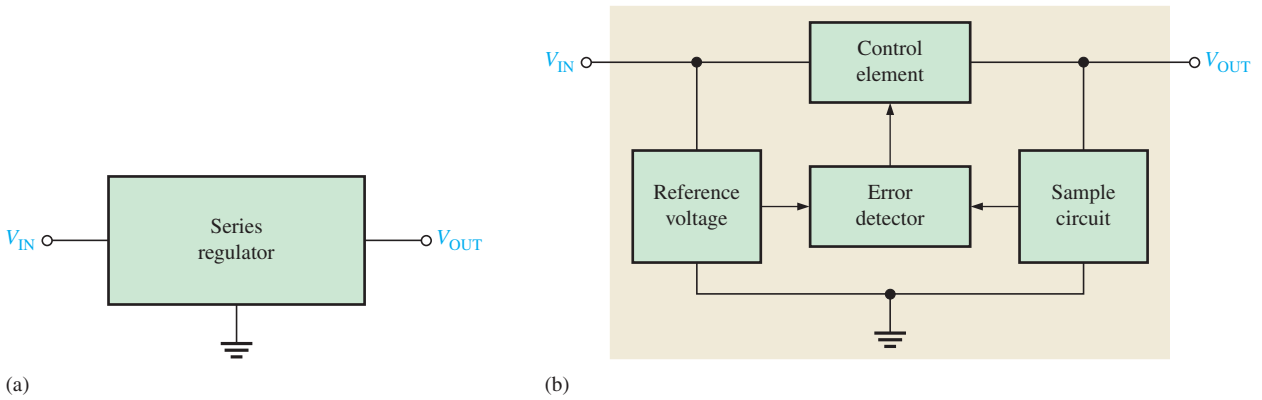 V_IN
Series
regulator
V_OUT
(a)
V_IN
Control
element
V_OUT
Reference
voltage
Error
detector
Sample
circuit
(b)